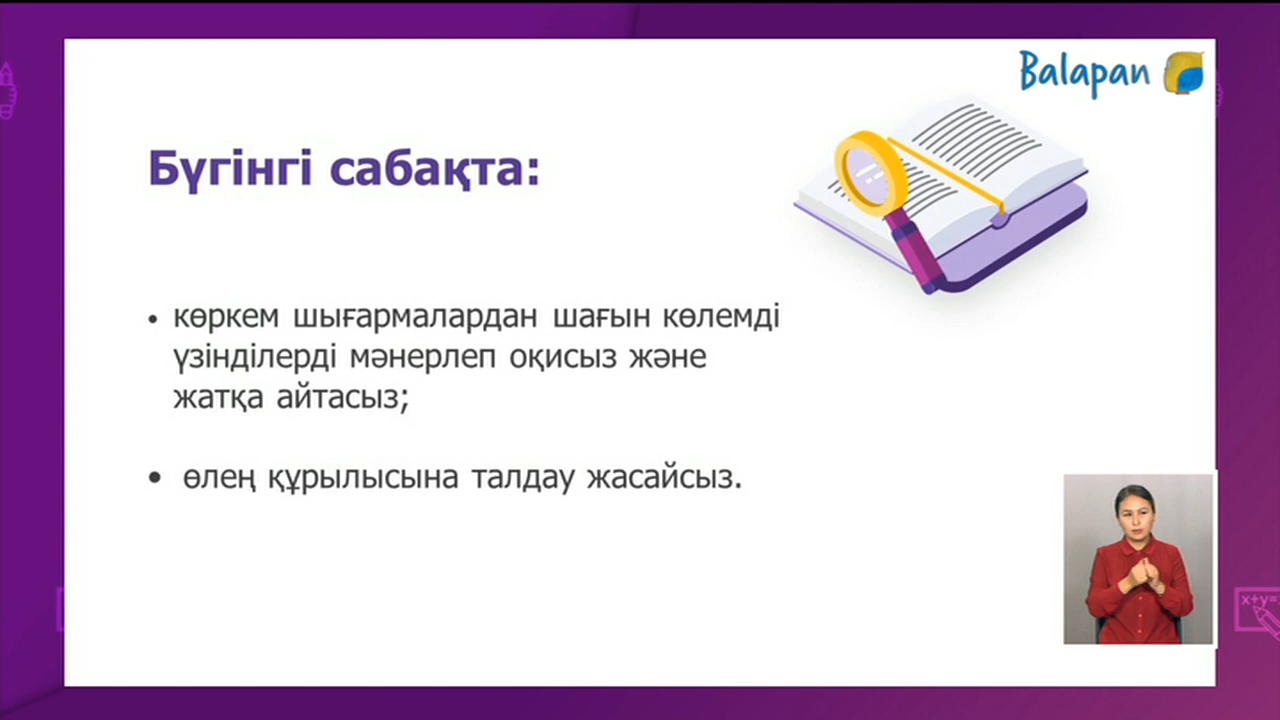 Balapan
Бүгінгі сабақта:
• көркем шығармалардан шағын көлемді
үзінділерді мәнерлеп оқисыз және
жатқа айтасыз;
• өлең құрылысына талдау жасайсыз.
x+y=